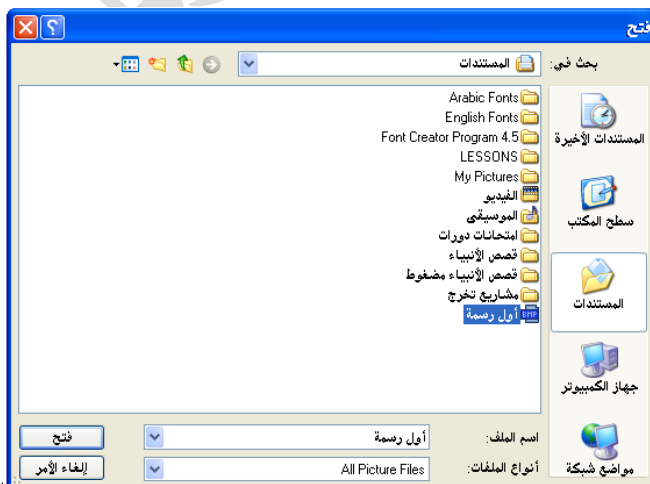 فتح
بحث في:
المستندات
المستندات الأخيرة
سطح المكتب
المستندات
جهاز الكمبيوتر
مواضع شبكة
Arabic Fonts
English Fonts
Font Creator Program 4.5
LESSONS
My Pictures
الفيديو
الموسيقى
امتحانات دورات
قصص الأنبياء
قصص الأنبياء مضغوط
مشاريع تخرج
أول رسمة
BMP
اسم الملف:
أول رسمة
فتح
أنواع الملفات:
All Picture Files
إلغاء الأمر